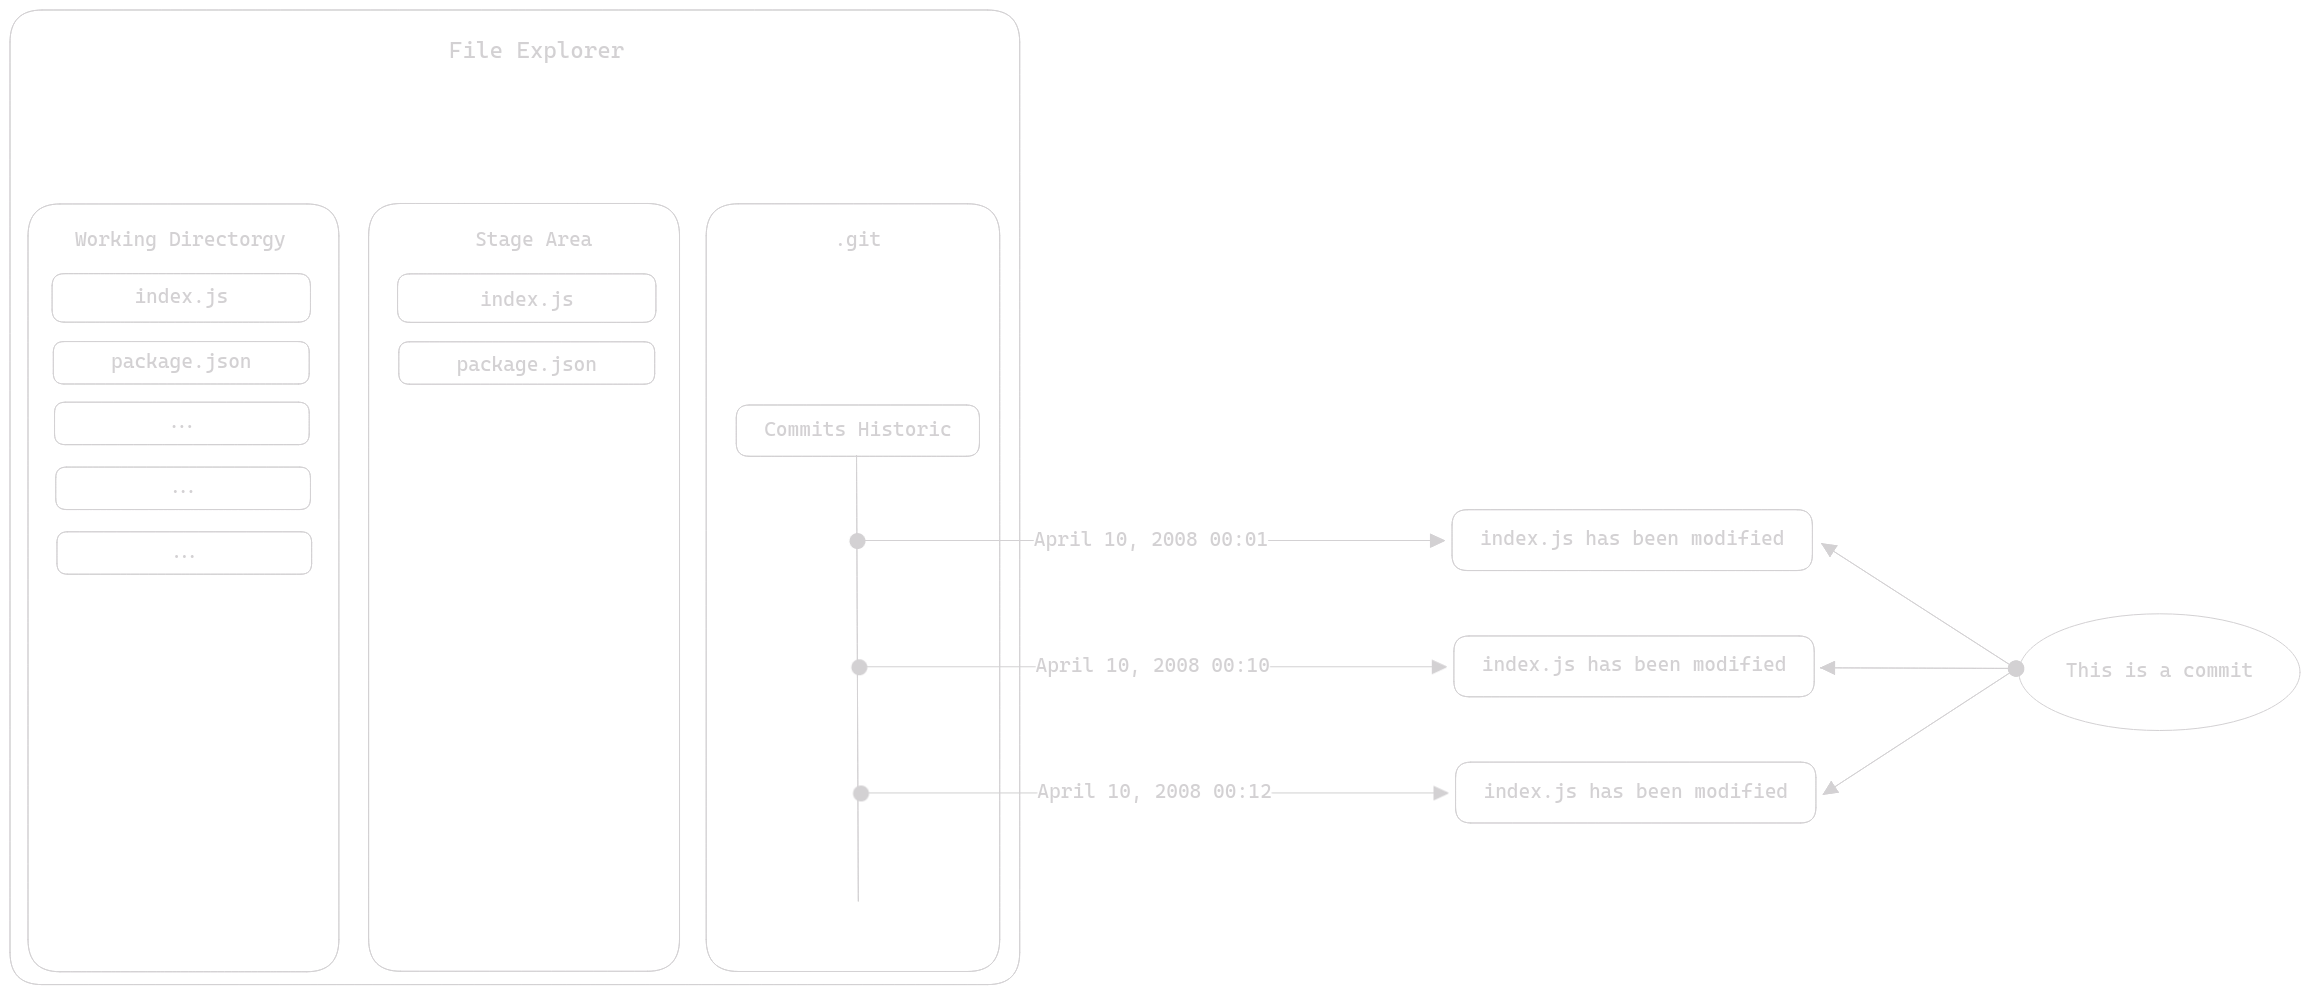 File Explorer
Working Directorgy
index.js
package.json
...
...
...
Stage Area
index.js
package.json
.git
Commits Historic
April 10, 2008 00:01
index.js has been modified
April 10, 2008 00:10
index.js has been modified
April 10, 2008 00:12
index.js has been modified
This is a commit